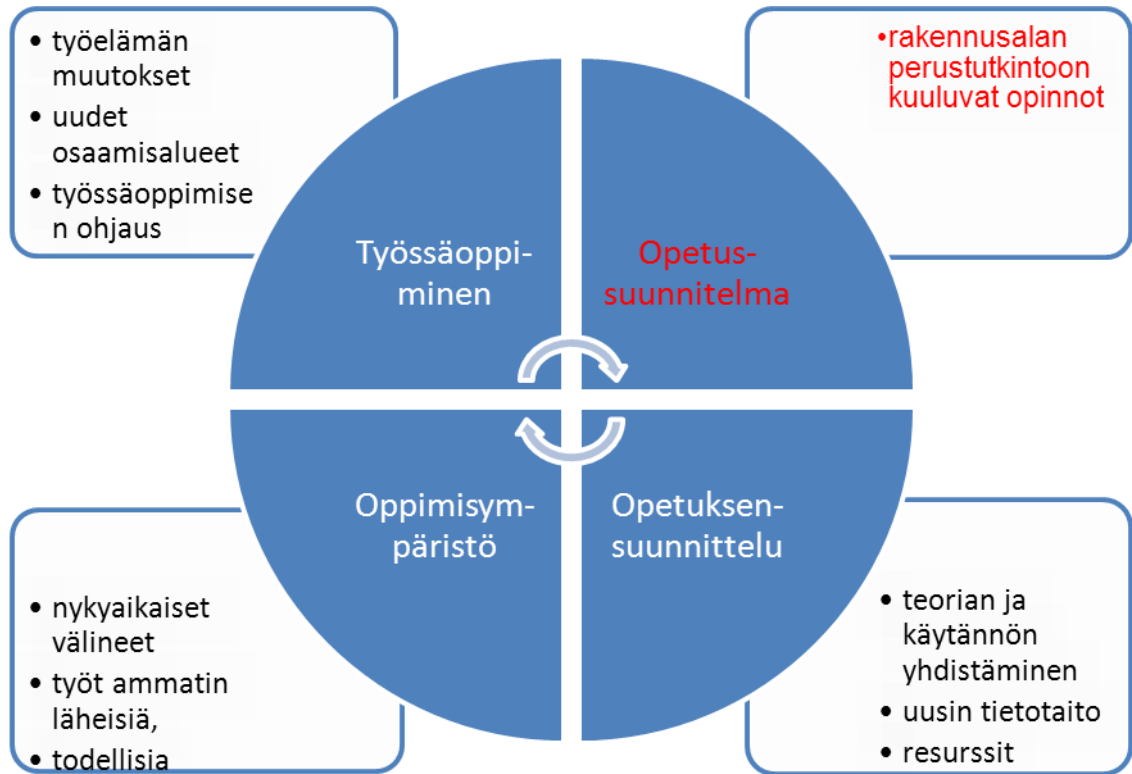 • työelämän
muutokset
• uudet
osaamisalueet
• työssäoppimise
n ohjaus
•rakennusalan
perustutkintoon
kuuluvat opinnot
Työssäoppi-
minen
Opetus-
suunnitelma
Oppimisym-
päristö
Opetuksen-
suunnittelu
• nykyaikaiset
välineet
• työt ammatin
läheisiä,
• todellisia
• teorian ja
käytännön
yhdistäminen
• uusin tietotaito
• resurssit